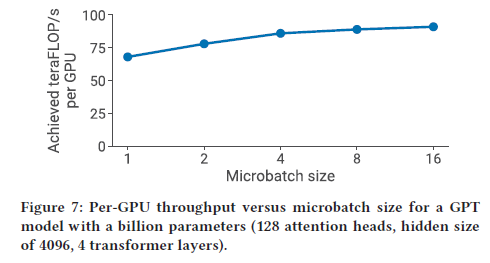 Achieved teraFLOP/s
per GPU
100
75
50
25
0
1 2 4 8 16
Microbatch size
Figure 7: Per-GPU throughput versus microbatch size for a GPT
model with a billion parameters (128 attention heads, hidden size
of 4096, 4 transformer layers).